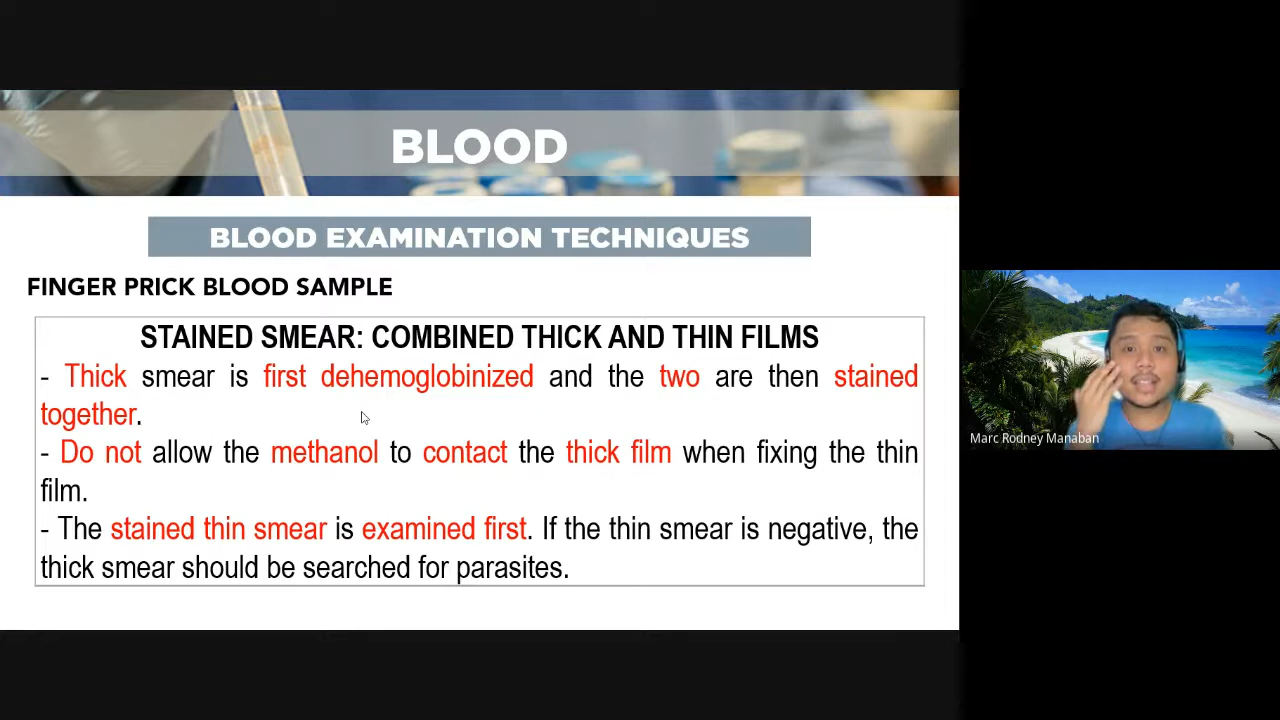 BLOOD
BLOOD EXAMINATION TECHNIQUES
FINGER PRICK BLOOD SAMPLE
STAINED SMEAR: COMBINED THICK AND THIN FILMS
- Thick smear is first dehemoglobinized and the two are then stained
together.
- Do not allow the methanol to contact the thick film when fixing the thin
film.
- The stained thin smear is examined first. If the thin smear is negative, the
thick smear should be searched for parasites.
Marc Rodney Manaban